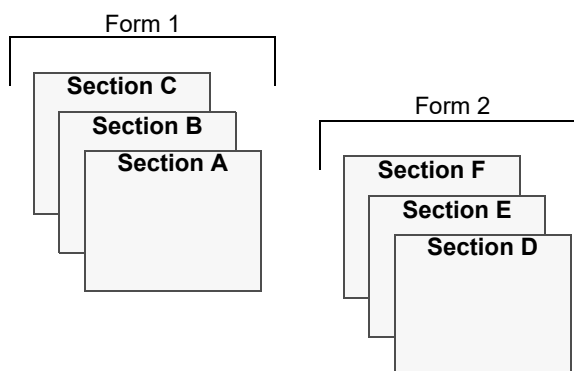 Form 1
Section C
Section B
Section A
Form 2
Section F
Section E
Section D